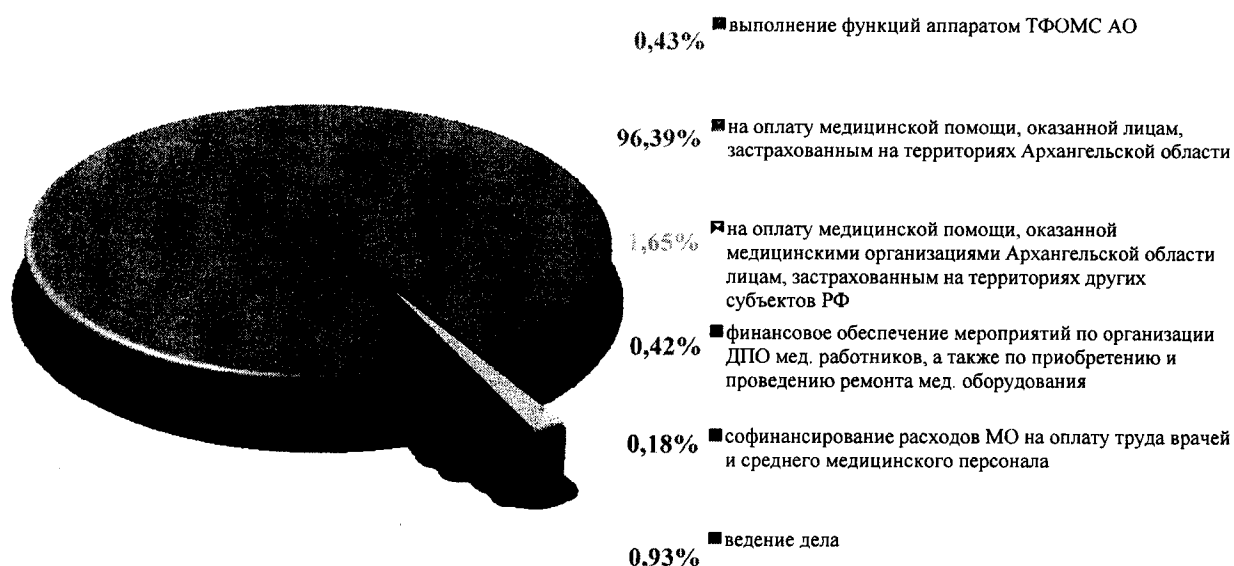 0,43% выполнение функций аппаратом ТФОМС АО
96,39% на оплату медицинской помощи, оказанной лицам,
застрахованным на территориях Архангельской области
1,65% на оплату медицинской помощи, оказанной
медицинскими организациями Архангельской области
лицам, застрахованным на территориях других
субъектов РФ
0,42% финансовое обеспечение мероприятий по организации
ДПО мед. работников, а также по приобретению и
проведению ремонта мед. оборудования
0,18% софинансирование расходов МО на оплату труда врачей
и среднего медицинского персонала
0,93% ведение дела